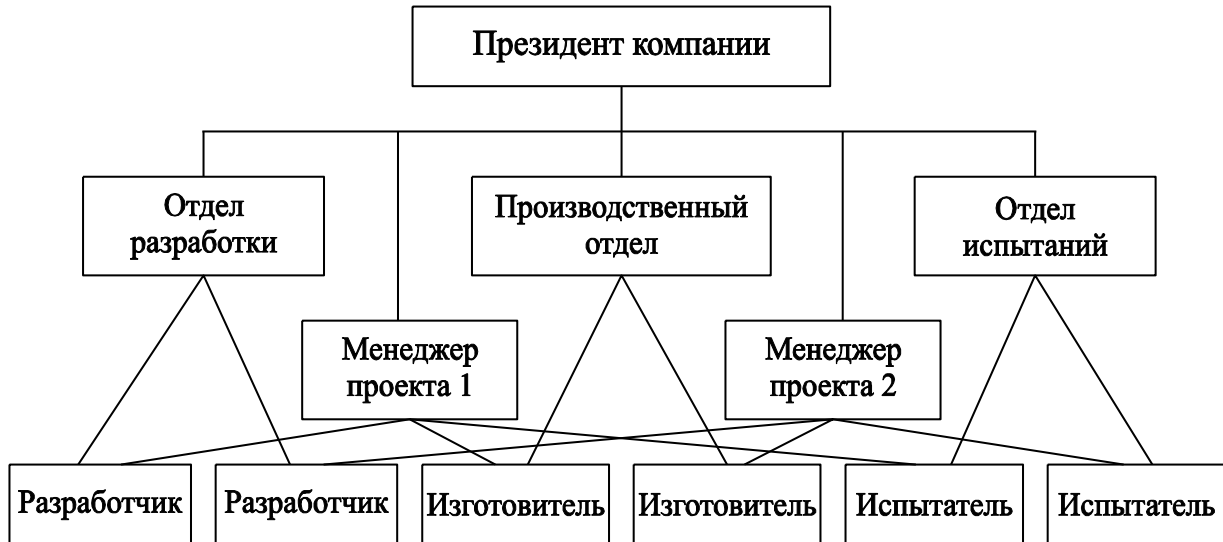 Президент компании
Отдел
разработки
Производственный
отдел
Отдел
испытаний
Менеджер
проекта 1
Менеджер
проекта 2
Разработчик
Разработчик
Изготовитель
Изготовитель
Испытатель
Испытатель